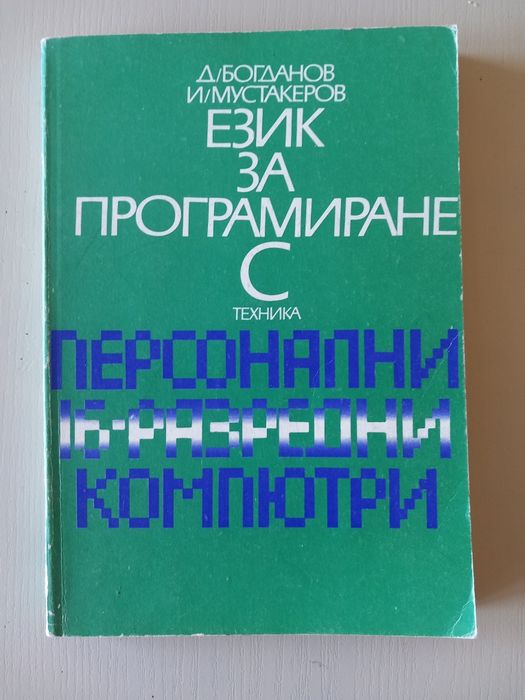 Д/БОГДАНОВ
И/МУСТАКЕРОВ
ЕЗИК
ЗА
ПРОГРАМИРАНЕ
С
ТЕХНИКА
ПЕРСОНАЛНИ
16-РАЗРЕДНИ
КОМПЮТРИ